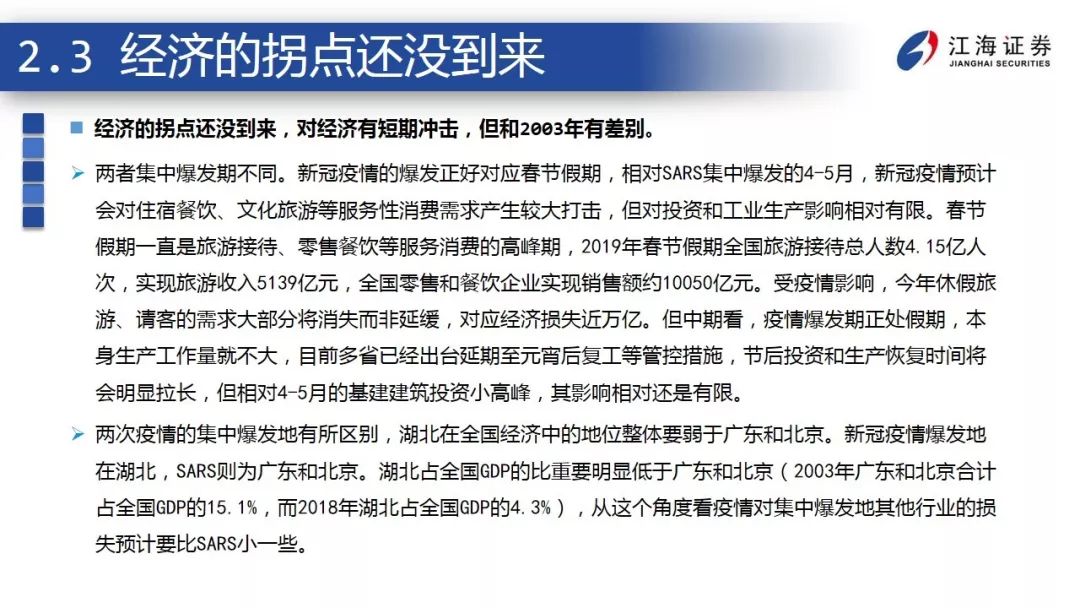 2.3 经济的拐点还没到来
江海证券
JIANGHAI SECURITIES
经济的拐点还没到来，对经济有短期冲击，但和2003年有差别。
两者集中爆发期不同。新冠疫情的爆发正好对应春节假期，相对SARS集中爆发的4-5月，新冠疫情预计
会对住宿餐饮、文化旅游等服务性消费需求产生较大打击，但对投资和工业生产影响相对有限。春节
假期一直是旅游接待、零售餐饮等服务消费的高峰期，2019年春节假期全国旅游接待总人数4.15亿人
次，实现旅游收入5139亿元，全国零售和餐饮企业实现销售额约10050亿元。受疫情影响，今年休假旅
游、请客的需求大部分将消失而非延缓，对应经济损失近万亿。但中期看，疫情爆发期正处假期，本
身生产工作量就不大，目前多省已经出台延期至元宵后复工等管控措施，节后投资和生产恢复时间将
会明显拉长，但相对4-5月的基建建筑投资小高峰，其影响相对还是有限。
两次疫情的集中爆发地有所区别，湖北在全国经济中的地位整体要弱于广东和北京。新冠疫情爆发地
在湖北，SARS则为广东和北京。湖北占全国GDP的比重要明显低于广东和北京（2003年广东和北京合计
占全国GDP的15.1%，而2018年湖北占全国GDP的4.3%），从这个角度看疫情对集中爆发地其他行业的损
失预计要比SARS小一些。